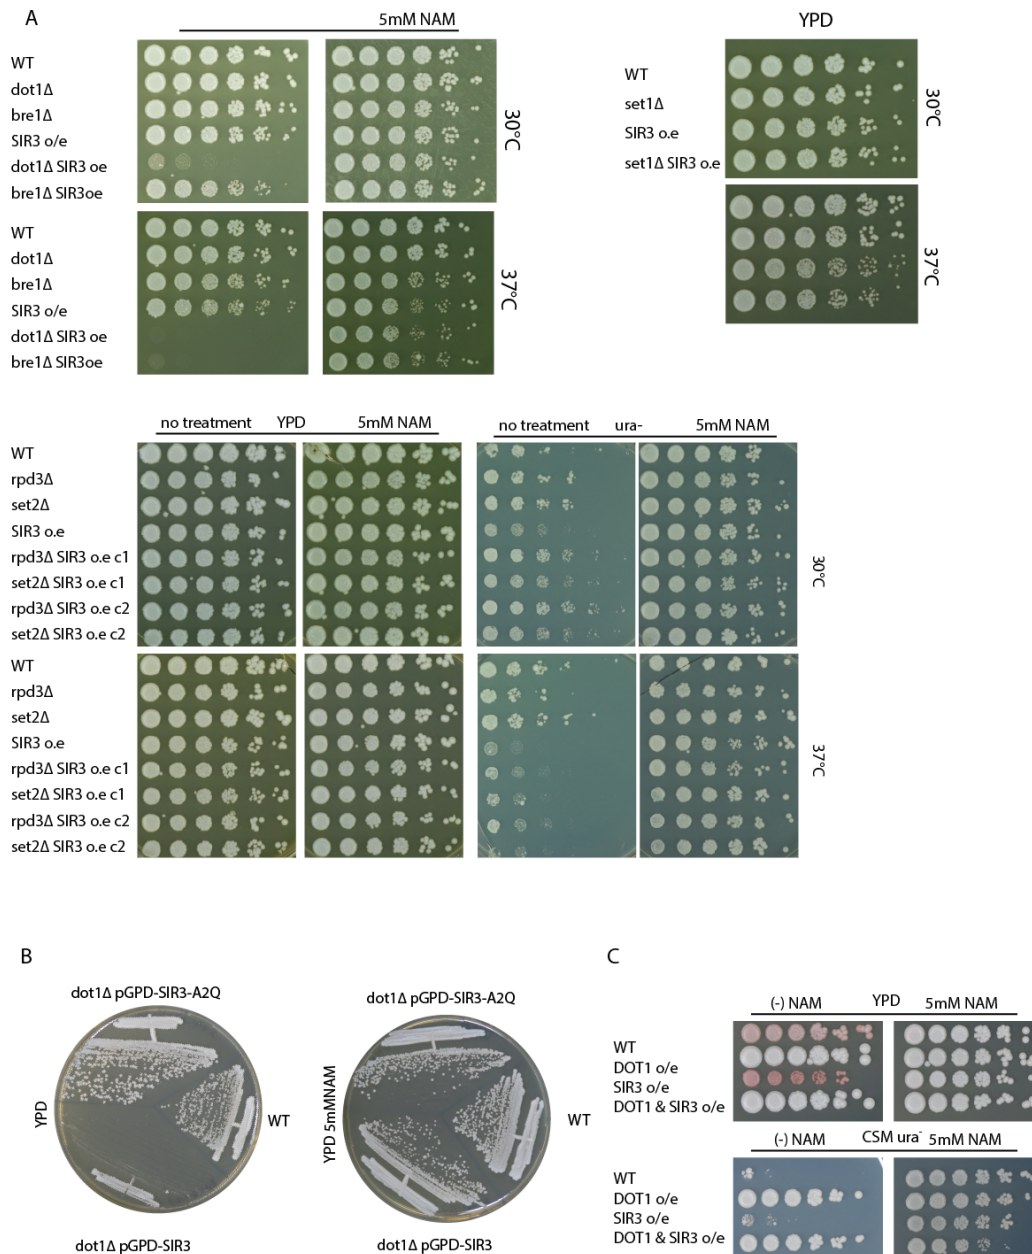 A
5mM NAM
WT
dot1Δ
bre1Δ
SIR3 o/e
dot1Δ SIR3 oe
bre1Δ SIR3oe
30°C
WT
dot1Δ
bre1Δ
SIR3 o/e
dot1Δ SIR3 oe
bre1Δ SIR3oe
37°C
YPD
WT
set1Δ
SIR3 o.e
set1Δ SIR3 o.e
30°C
37°C
no treatment YPD 5mM NAM
no treatment ura- 5mM NAM
WT
rpd3Δ
set2Δ
SIR3 o.e
rpd3Δ SIR3 o.e c1
set2Δ SIR3 o.e c1
rpd3Δ SIR3 o.e c2
set2Δ SIR3 o.e c2
30°C
WT
rpd3Δ
set2Δ
SIR3 o.e
rpd3Δ SIR3 o.e c1
set2Δ SIR3 o.e c1
rpd3Δ SIR3 o.e c2
set2Δ SIR3 o.e c2
37°C
B
dot1Δ pGPD-SIR3-A2Q
YPD
WT
dot1Δ pGPD-SIR3
dot1Δ pGPD-SIR3-A2Q
YPD 5mMNAM
WT
dot1Δ pGPD-SIR3
C
(-) NAM YPD 5mM NAM
WT
DOT1 o/e
SIR3 o/e
DOT1 & SIR3 o/e
(-) NAM CSM ura⁻ 5mM NAM
WT
DOT1 o/e
SIR3 o/e
DOT1 & SIR3 o/e